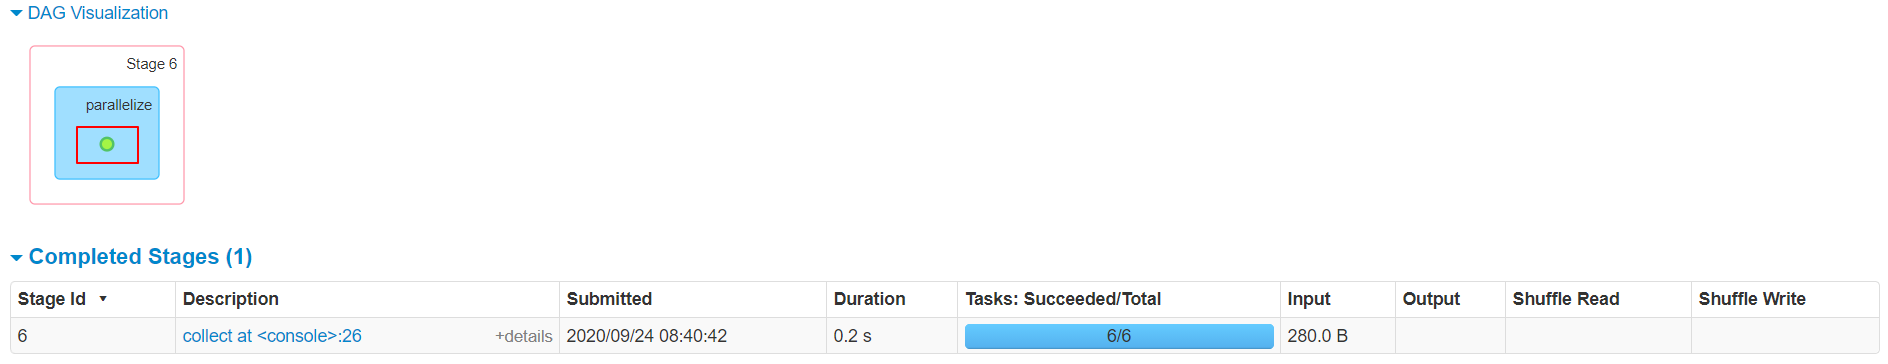 DAG Visualization
Stage 6
parallelize
Completed Stages (1)
Stage Id Description Submitted Duration Tasks: Succeeded/Total Input Output Shuffle Read Shuffle Write
6 collect at <console>:26 +details 2020/09/24 08:40:42 0.2 s 6/6 280.0 B